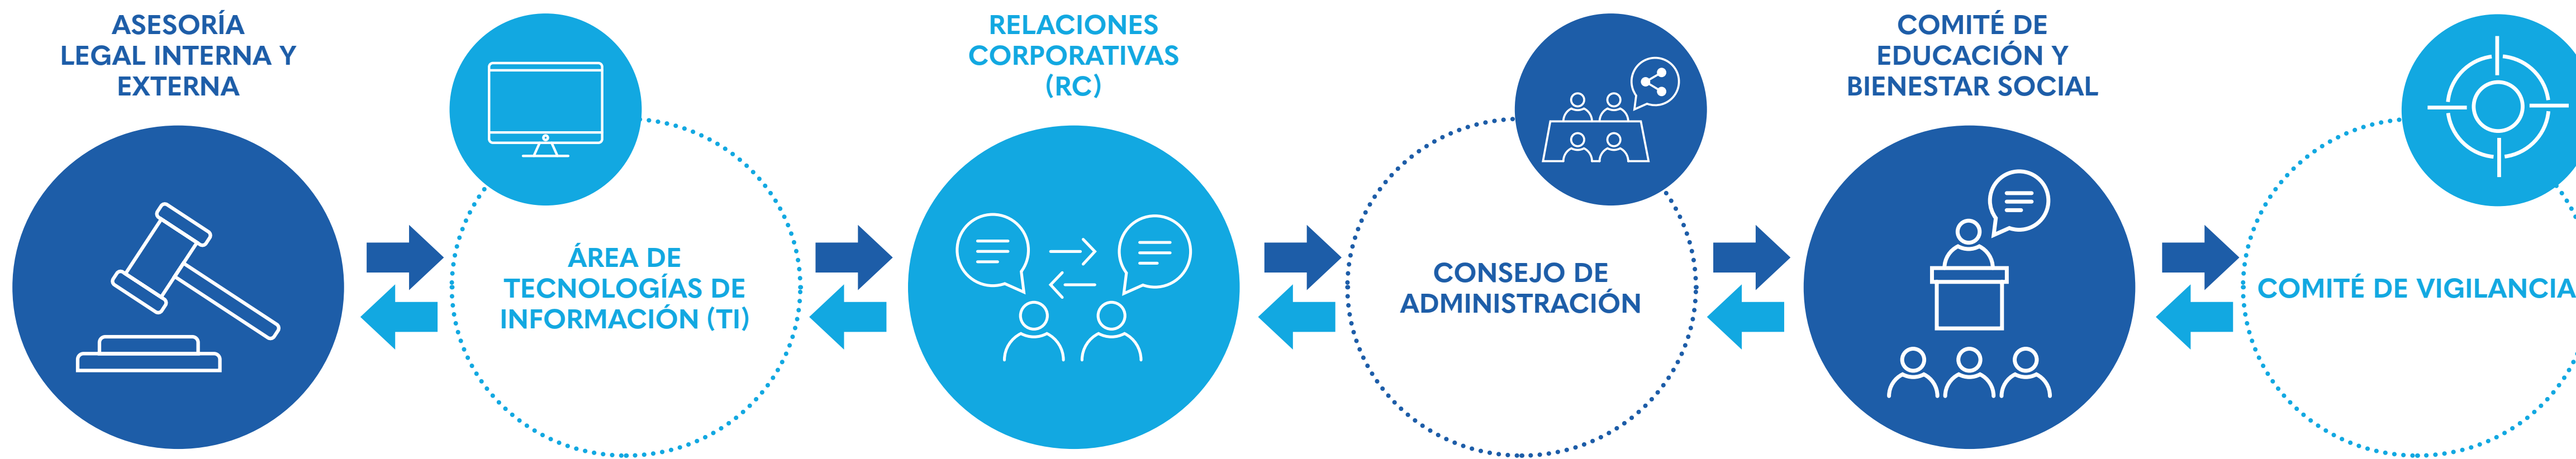 ASESORÍA
LEGAL INTERNA Y
EXTERNA
ÁREA DE
TECNOLOGÍAS DE
INFORMACIÓN (TI)
RELACIONES
CORPORATIVAS
(RC)
CONSEJO DE
ADMINISTRACIÓN
COMITÉ DE
EDUCACIÓN Y
BIENESTAR SOCIAL
COMITÉ DE VIGILANCIA